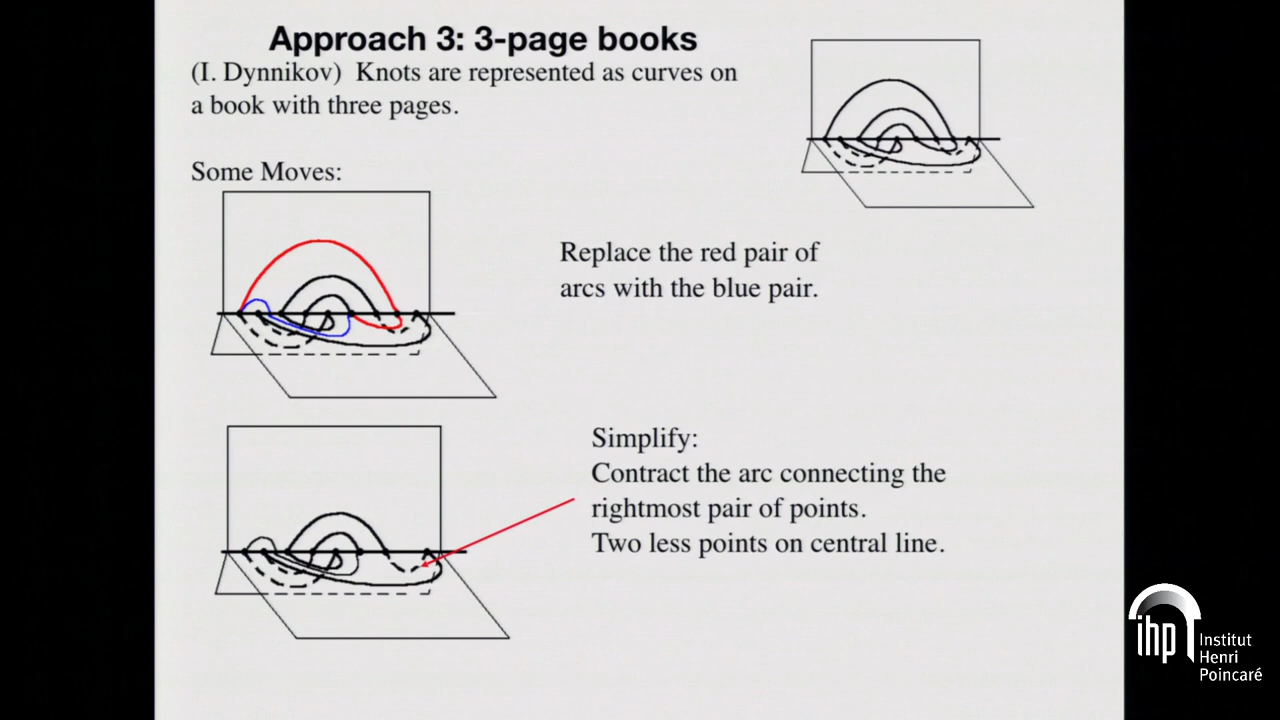 Approach 3: 3-page books
(I. Dynnikov) Knots are represented as curves on
a book with three pages.
Some Moves:
Replace the red pair of
arcs with the blue pair.
Simplify:
Contract the arc connecting the
rightmost pair of points.
Two less points on central line.
ihp
Institut
Henri
Poincaré